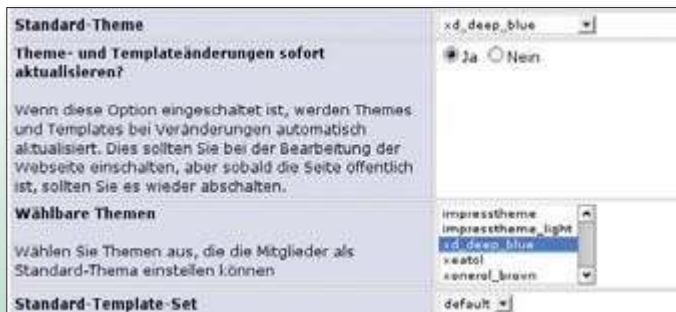 Standard-Theme
xd_deep_blue
Theme- und Templateänderungen sofort
aktualisieren?
Ja Nein
Wenn diese Option eingeschaltet ist, werden Themes
und Templates bei Veränderungen automatisch
aktualisiert. Dies sollten Sie bei der Bearbeitung der
Webseite einschalten, aber sobald die Seite öffentlich
ist, sollten Sie es wieder abschalten.
Wählbare Themen
Wählen Sie Themen aus, die die Mitglieder als
Standard-Thema einstellen können
impresstheme
impresstheme_light
xd_deep_blue
Standard-Template-Set
default